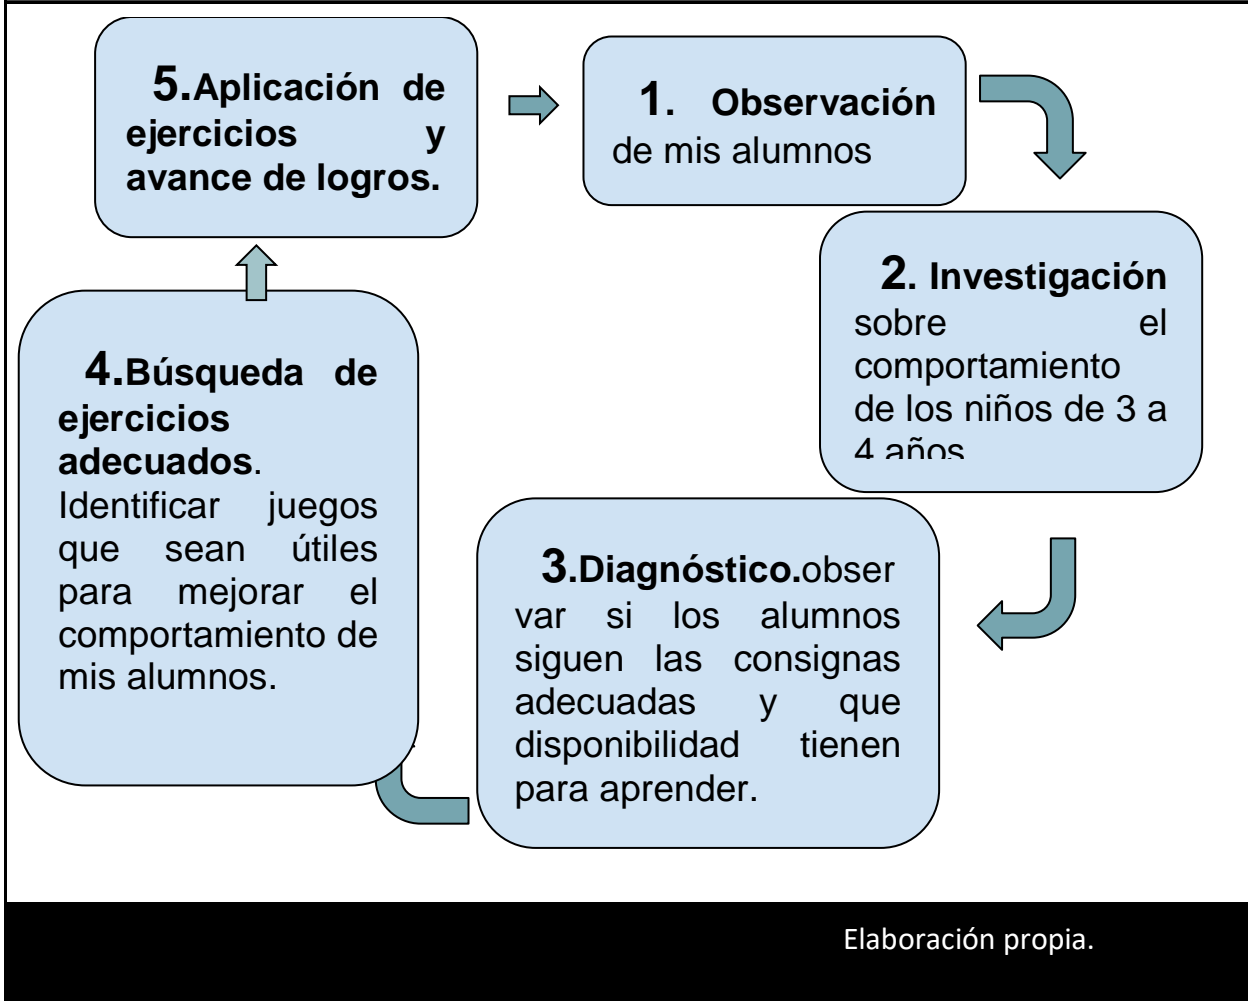 5.Aplicación de
ejercicios y
avance de logros.
1. Observación
de mis alumnos
2. Investigación
sobre el
comportamiento
de los niños de 3 a
4 años
4.Búsqueda de
ejercicios
adecuados.
Identificar juegos
que sean útiles
para mejorar el
comportamiento de
mis alumnos.
3.Diagnóstico.obser
var si los alumnos
siguen las consignas
adecuadas y que
disponibilidad tienen
para aprender.
Elaboración propia.